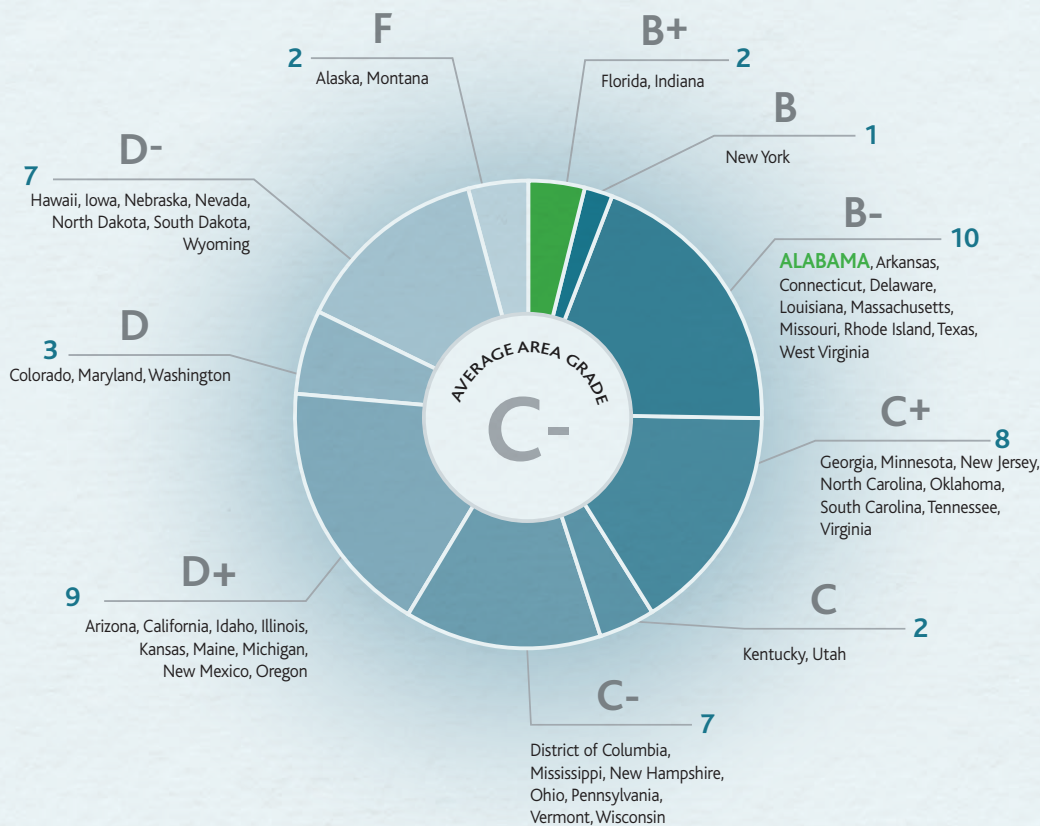 F
2
Alaska, Montana
B+
2
Florida, Indiana
B
1
New York
B-
10
ALABAMA, Arkansas,
Connecticut, Delaware,
Louisiana, Massachusetts,
Missouri, Rhode Island, Texas,
West Virginia
C+
8
Georgia, Minnesota, New Jersey,
North Carolina, Oklahoma,
South Carolina, Tennessee,
Virginia
C
2
Kentucky, Utah
C-
7
District of Columbia,
Mississippi, New Hampshire,
Ohio, Pennsylvania,
Vermont, Wisconsin
D+
9
Arizona, California, Idaho, Illinois,
Kansas, Maine, Michigan,
New Mexico, Oregon
D
3
Colorado, Maryland, Washington
D-
7
Hawaii, Iowa, Nebraska, Nevada,
North Dakota, South Dakota,
Wyoming
AVERAGE AREA GRADE
C-